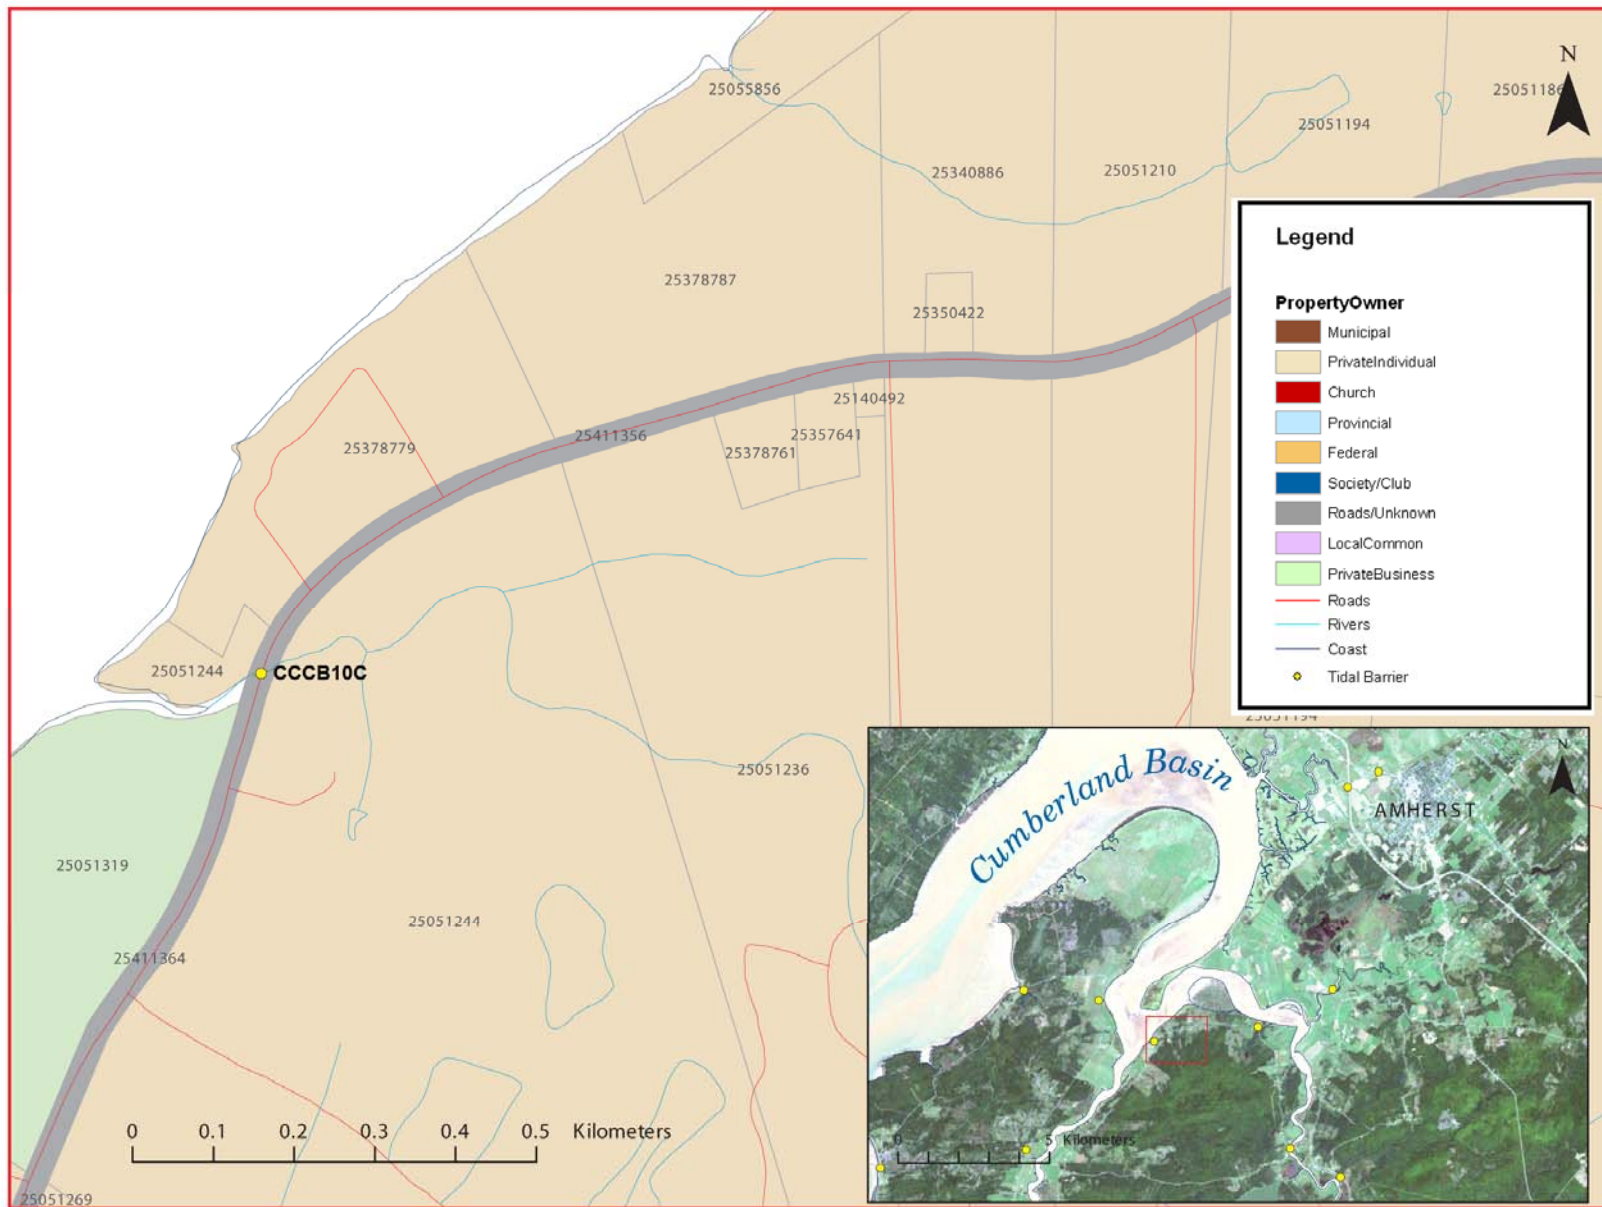 N
25055856
25051186
25051194
25340886
25051210
25378787
25350422
25140492
25411356
25357641
25378779
25378761
25051244
CCCB10C
25051236
25051319
25051244
25411364
25051269
25051194
0 0.1 0.2 0.3 0.4 0.5 Kilometers
Legend
PropertyOwner
Municipal
PrivateIndividual
Church
Provincial
Federal
Society/Club
Roads/Unknown
LocalCommon
PrivateBusiness
Roads
Rivers
Coast
Tidal Barrier
Cumberland Basin
N
AMHERST
0 5 Kilometers